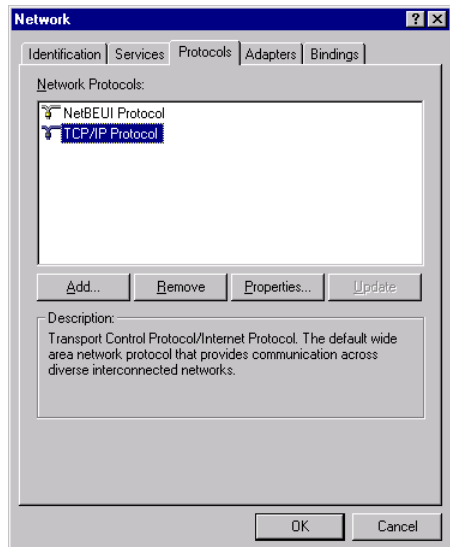 Network
Identification Services Protocols Adapters Bindings
Network Protocols:
NetBEUI Protocol
TCP/IP Protocol
Add... Remove Properties... Update
Description:
Transport Control Protocol/Internet Protocol. The default wide
area network protocol that provides communication across
diverse interconnected networks.
OK Cancel